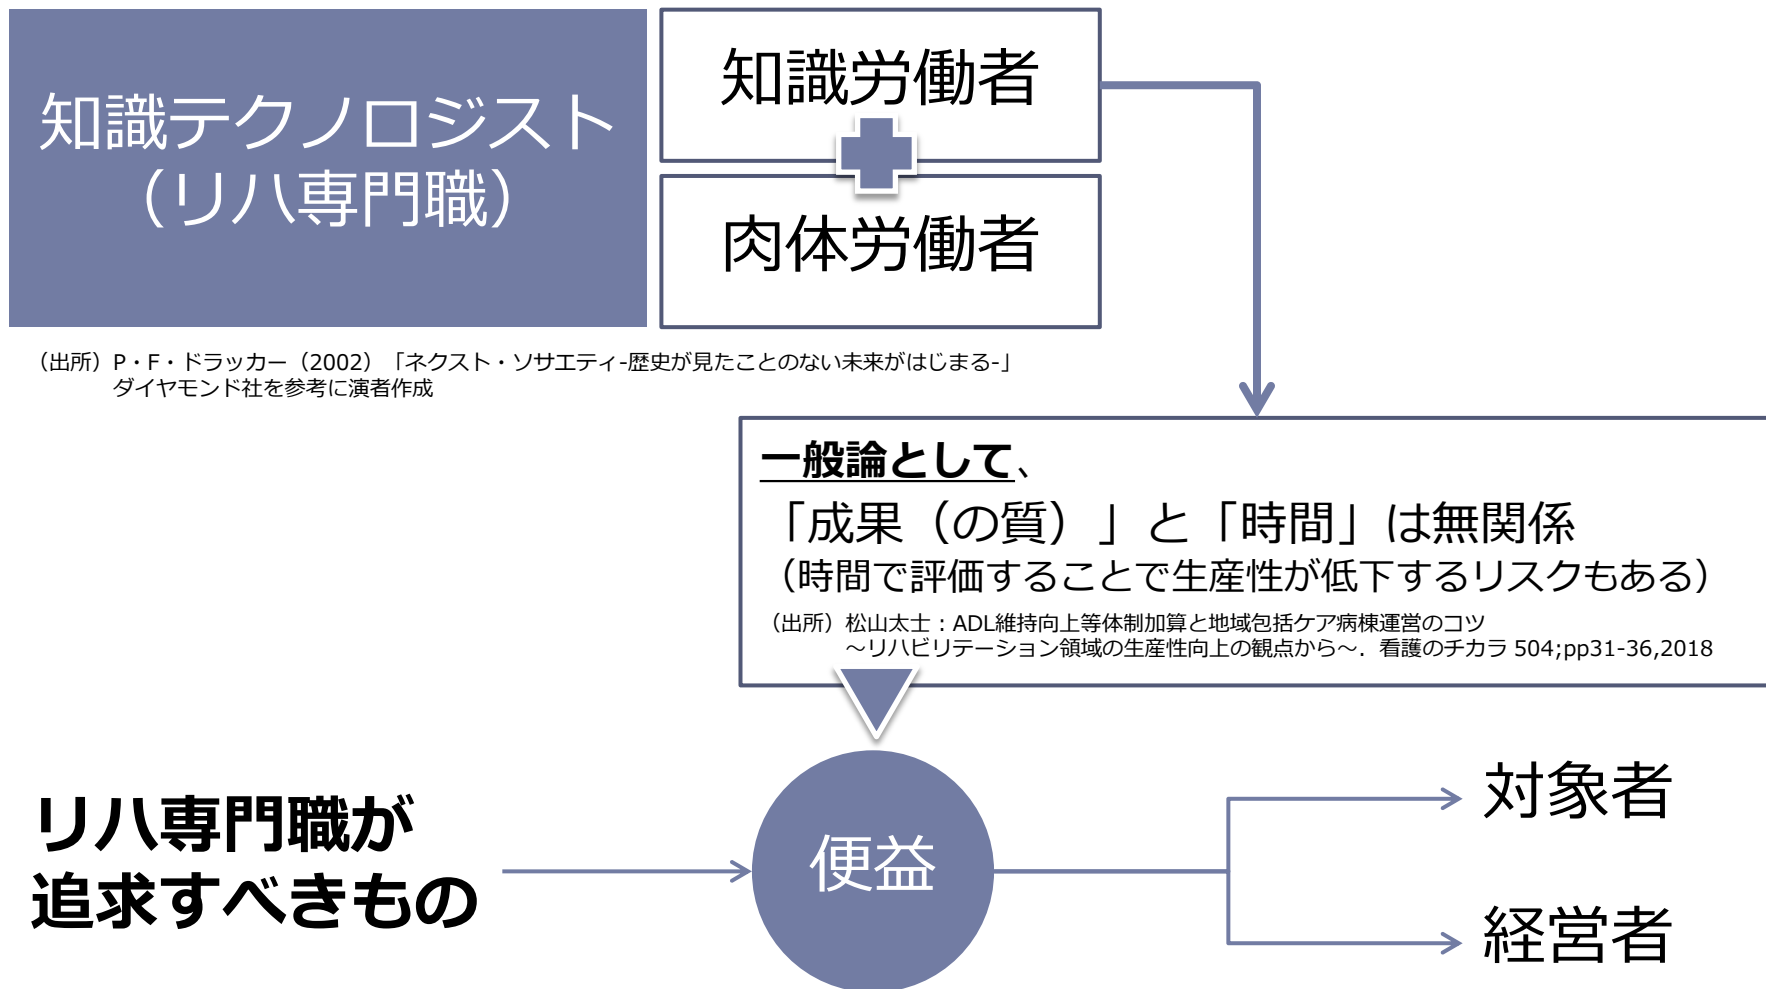 知識テクノロジスト
（リハ専門職）
知識労働者
肉体労働者
（出所）P・F・ドラッカー（2002）「ネクスト・ソサエティ-歴史が見たことのない未来がはじまる-」
ダイヤモンド社を参考に演者作成
一般論として、
「成果（の質）」と「時間」は無関係
（時間で評価することで生産性が低下するリスクもある）
（出所）松山太士：ADL維持向上等体制加算と地域包括ケア病棟運営のコツ
～リハビリテーション領域の生産性向上の観点から～．看護のチカラ 504;pp31-36,2018
リハ専門職が
追求すべきもの
便益
対象者
経営者